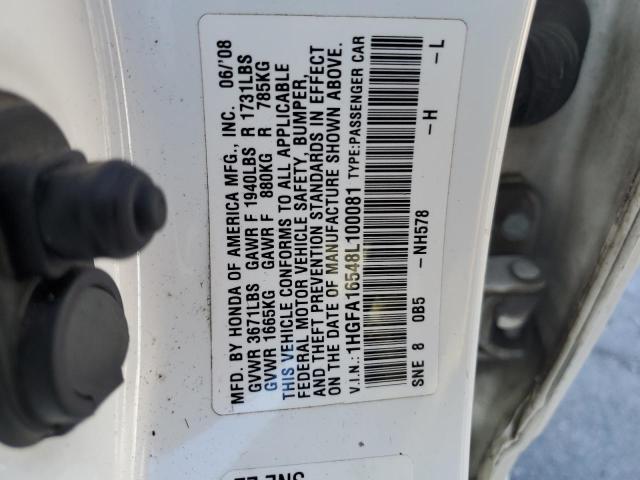 MFD. BY HONDA OF AMERICA MFG., INC. 06/'08
GVWR 3671LBS GAWR F 1940LBS R 1731LBS
GVWR 1665KG GAWR F 880KG R 785KG
THIS VEHICLE CONFORMS TO ALL APPLICABLE
FEDERAL MOTOR VEHICLE SAFETY, BUMPER,
AND THEFT PREVENTION STANDARDS IN EFFECT
ON THE DATE OF MANUFACTURE SHOWN ABOVE.
V.I.N.: 1HGFA16548L100081 TYPE:PASSENGER CAR
SNE 8 0B5 -NH578 -H -L